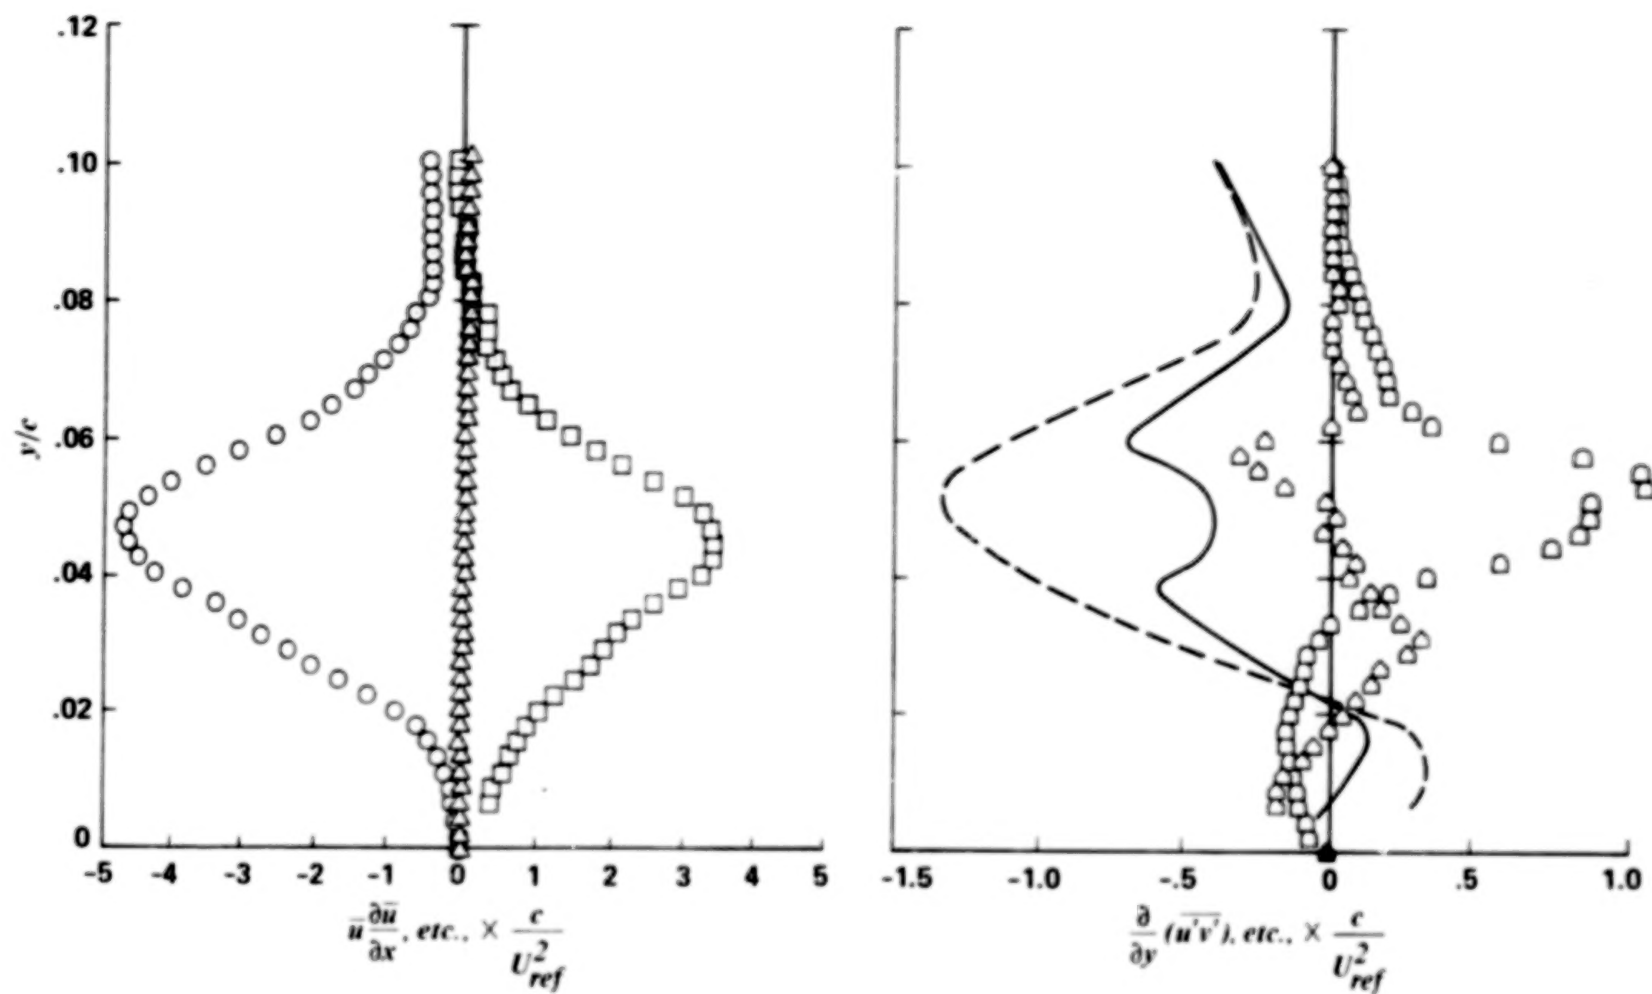 .12
.10
.08
.06
.04
.02
0
y/c
-5 -4 -3 -2 -1 0 1 2 3 4 5
ū ∂ū/∂x, etc., × c/U²ref
-1.5 -1.0 -.5 0 .5 1.0
∂/∂y (u'v'), etc., × c/U²ref